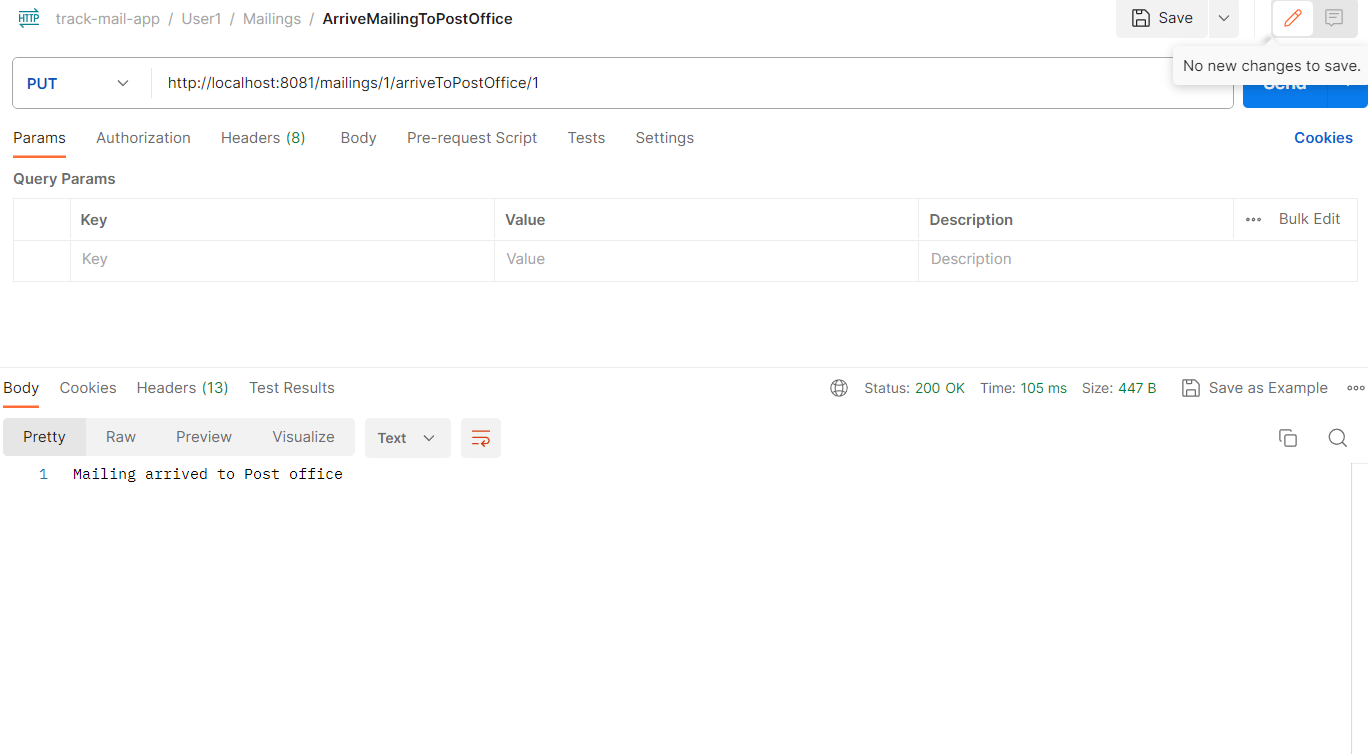 HTTP track-mail-app / User1 / Mailings / ArriveMailingToPostOffice Save
No new changes to save.
PUT http://localhost:8081/mailings/1/arriveToPostOffice/1 Send
Params Authorization Headers (8) Body Pre-request Script Tests Settings Cookies
Query Params
Key Value Description Bulk Edit
Key Value Description
Body Cookies Headers (13) Test Results Status: 200 OK Time: 105 ms Size: 447 B Save as Example
Pretty Raw Preview Visualize Text
1 Mailing arrived to Post office